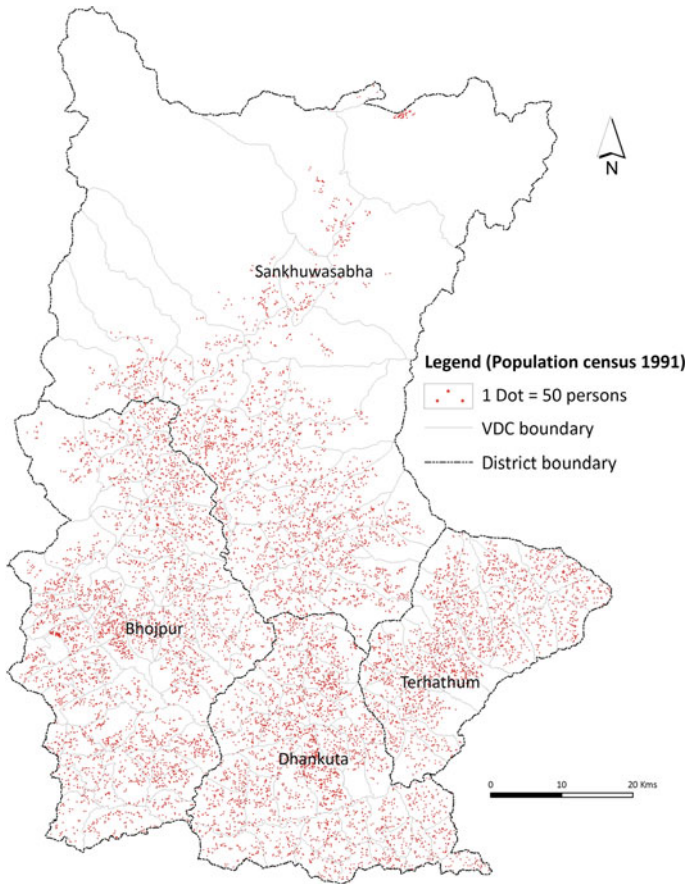 N
Sankhuwasabha
Legend (Population census 1991)
1 Dot = 50 persons
VDC boundary
District boundary
Bhojpur
Terhathum
Dhankuta
0 10 20 Kms